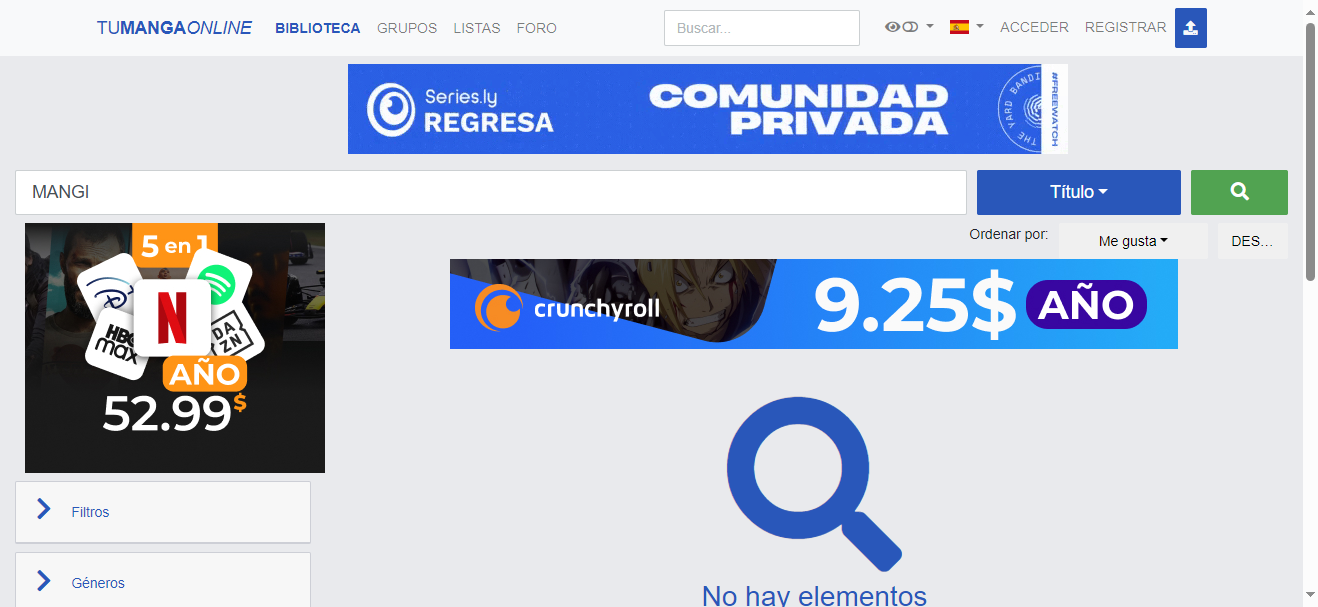 TUMANGAONLINE BIBLIOTECA GRUPOS LISTAS FORO Buscar... ACCEDER REGISTRAR
Series.ly
REGRESA
COMUNIDAD
PRIVADA
THE YARD BANDI
#FREEWATCH
MANGI
Título
Ordenar por: Me gusta DES...
5 en 1
D
N
HBO
max
DA
ZN
AÑO
52.99$
crunchyroll
9.25$ AÑO
Filtros
Géneros
No hay elementos